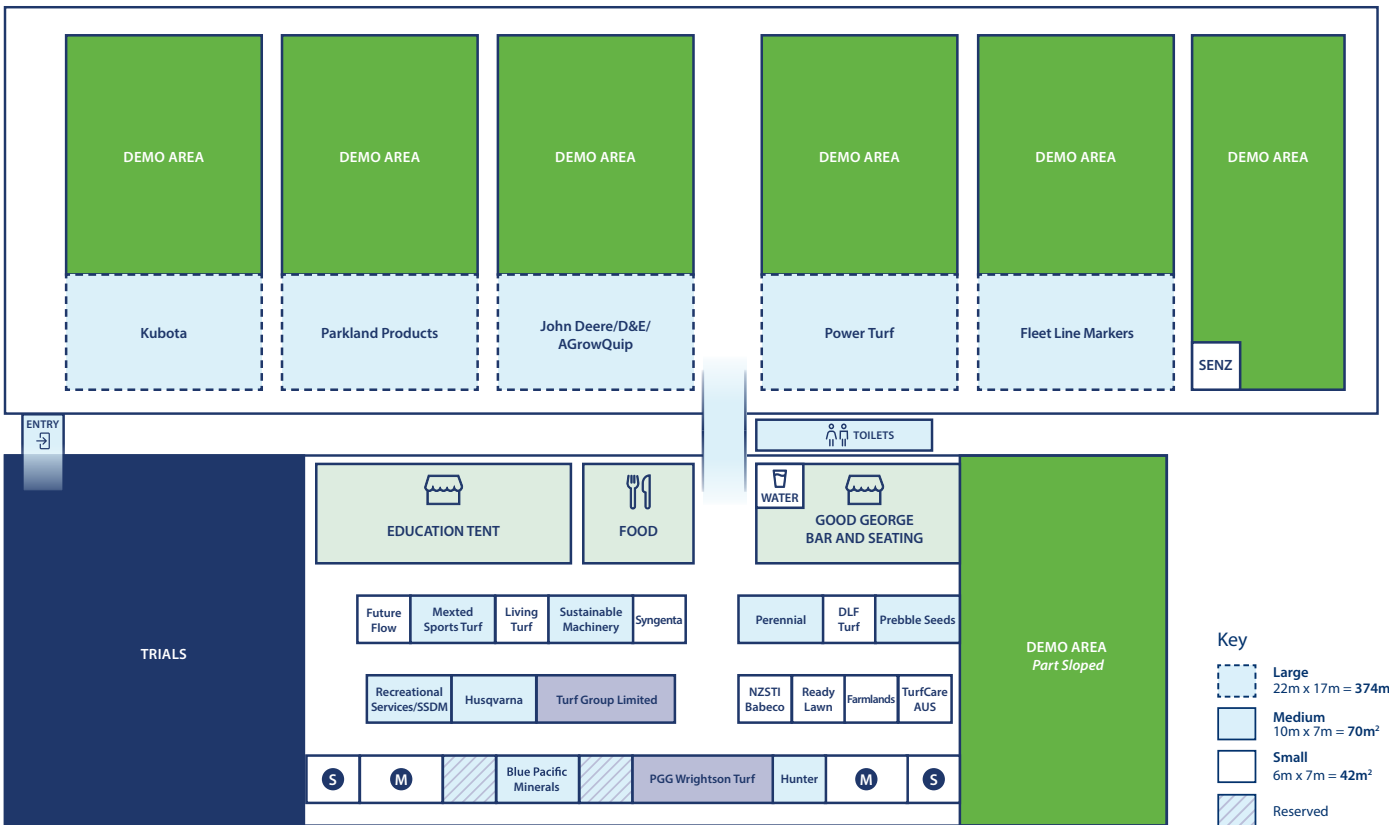 DEMO AREA
DEMO AREA
DEMO AREA
DEMO AREA
DEMO AREA
DEMO AREA
Kubota
Parkland Products
John Deere/D&E/
AGrowQuip
Power Turf
Fleet Line Markers
SENZ
ENTRY
TOILETS
EDUCATION TENT
FOOD
WATER
GOOD GEORGE
BAR AND SEATING
TRIALS
Future
Flow
Mexted
Sports Turf
Living
Turf
Sustainable
Machinery
Syngenta
Perennial
DLF
Turf
Prebble Seeds
DEMO AREA
Part Sloped
Recreational
Services/SSDM
Husqvarna
Turf Group Limited
NZSTI
Babeco
Ready
Lawn
Farmlands
TurfCare
AUS
S
M
Blue Pacific
Minerals
PGG Wrightson Turf
Hunter
M
S
Key
Large
22m x 17m = 374m
Medium
10m x 7m = 70m²
Small
6m x 7m = 42m²
Reserved